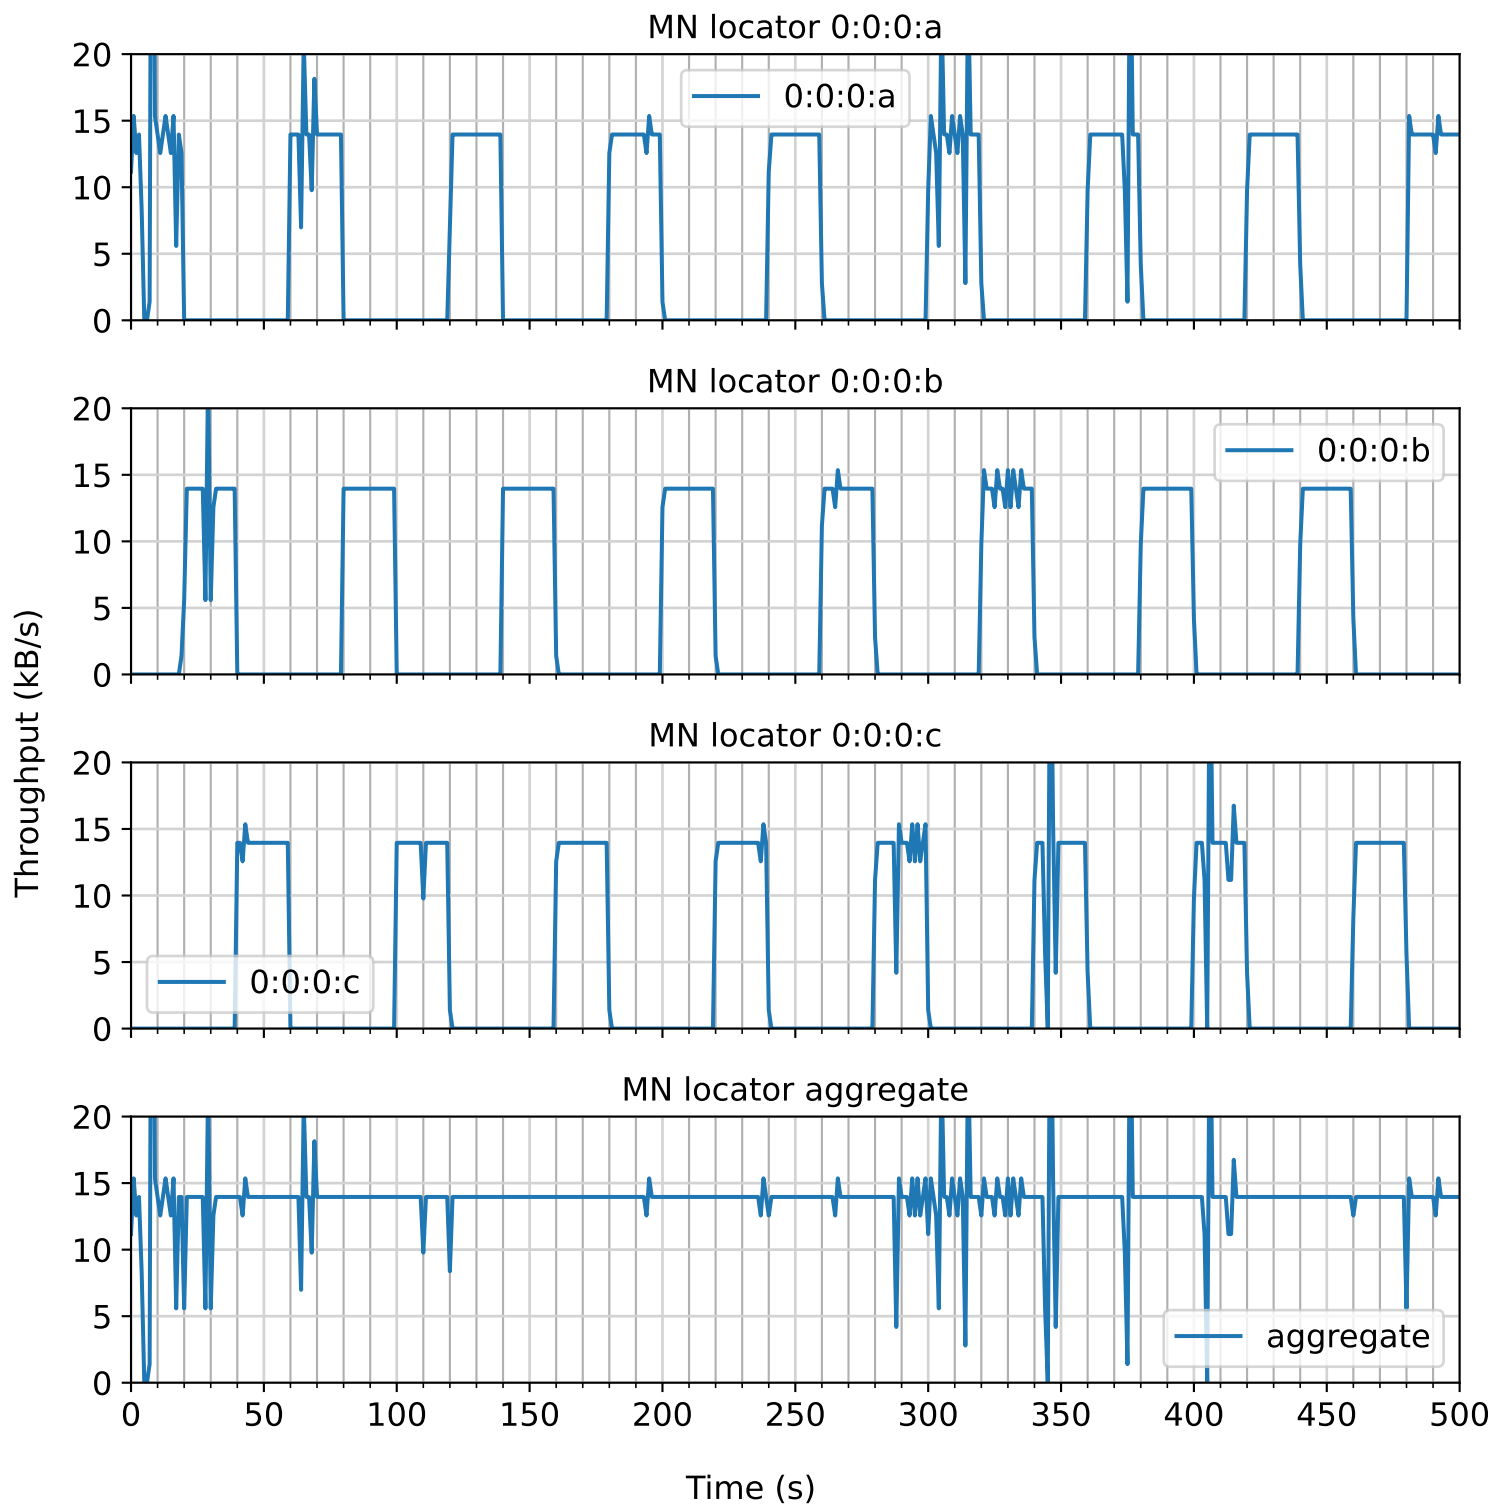 MN locator 0:0:0:a
20
15
10
5
0
0:0:0:a
MN locator 0:0:0:b
20
15
10
5
0
0:0:0:b
MN locator 0:0:0:c
20
15
10
5
0
0:0:0:c
Throughput (kB/s)
MN locator aggregate
20
15
10
5
0
aggregate
0 50 100 150 200 250 300 350 400 450 500
Time (s)